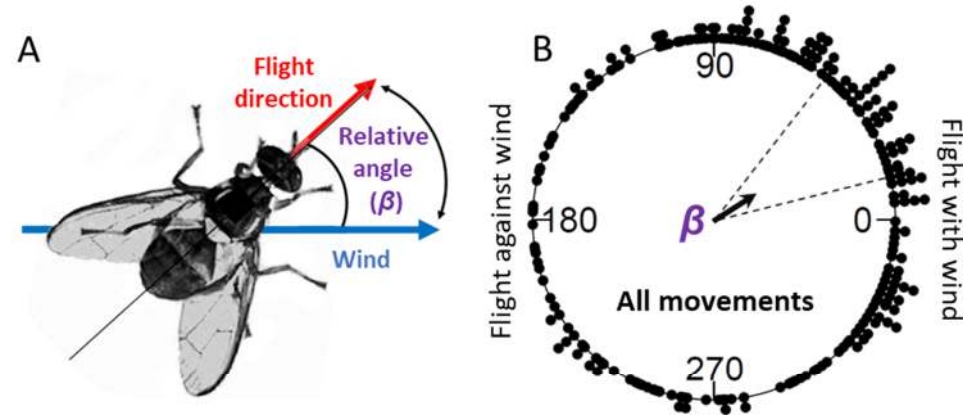 A
Flight
direction
Relative
angle
(β)
Wind
B
Flight against wind
90
180
0
270
β
All movements
Flight with wind